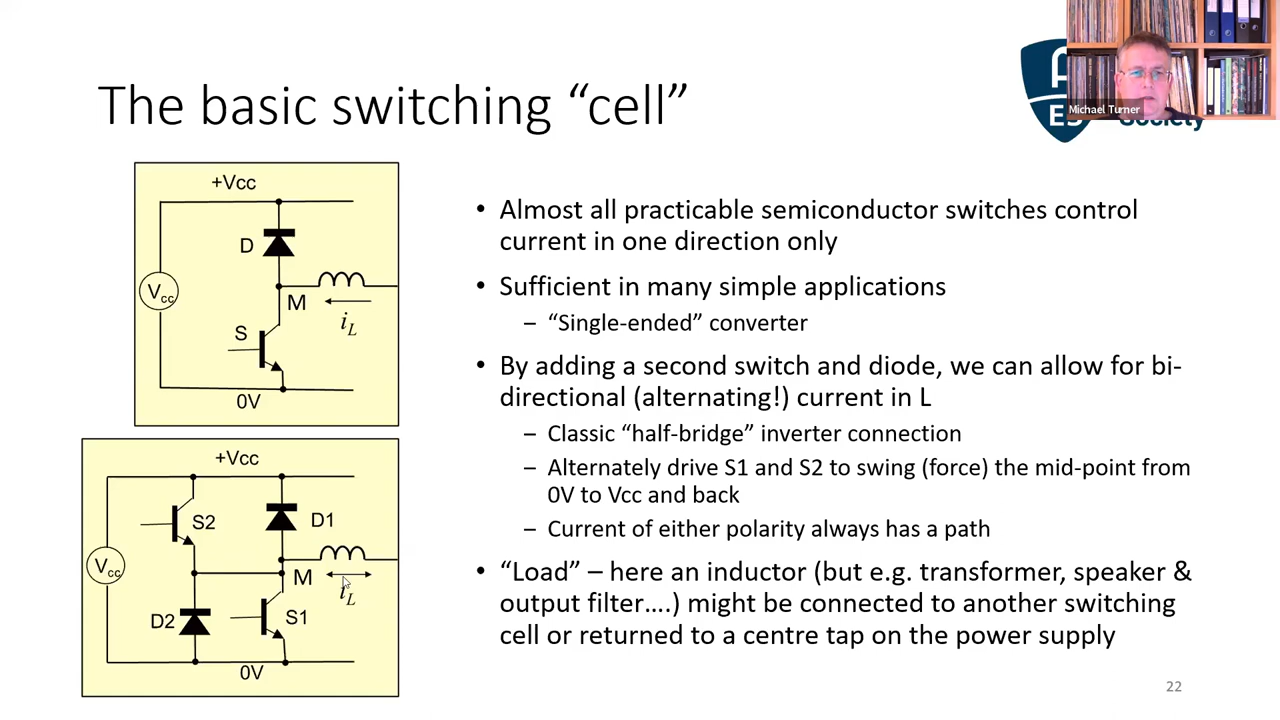 The basic switching “cell”
Michael Turner
ES
Society
+Vcc
D
Vcc
M
iL
S
0V
+Vcc
S2
D1
Vcc
M
iL
D2
S1
0V
• Almost all practicable semiconductor switches control
current in one direction only
• Sufficient in many simple applications
– “Single-ended” converter
• By adding a second switch and diode, we can allow for bi-
directional (alternating!) current in L
– Classic “half-bridge” inverter connection
– Alternately drive S1 and S2 to swing (force) the mid-point from
0V to Vcc and back
– Current of either polarity always has a path
• “Load” – here an inductor (but e.g. transformer, speaker &
output filter....) might be connected to another switching
cell or returned to a centre tap on the power supply
22